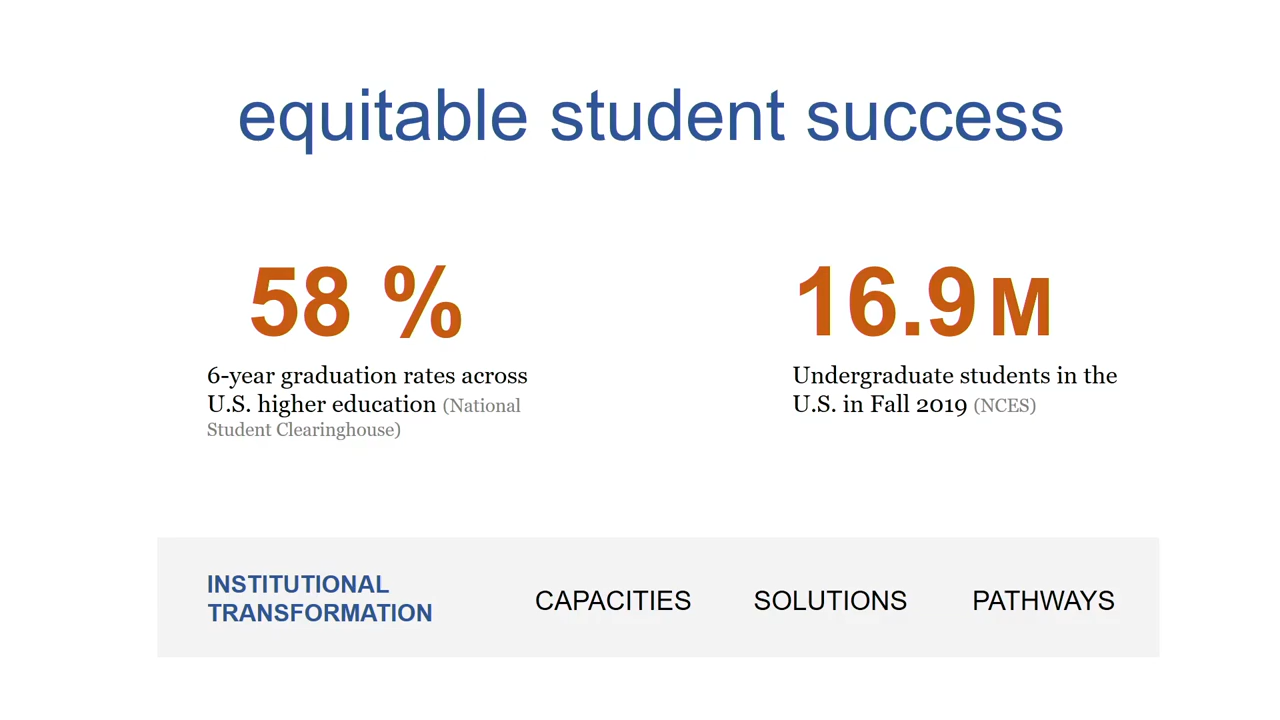 equitable student success
58 %
6-year graduation rates across
U.S. higher education (National
Student Clearinghouse)
16.9 M
Undergraduate students in the
U.S. in Fall 2019 (NCES)
INSTITUTIONAL
TRANSFORMATION
CAPACITIES
SOLUTIONS
PATHWAYS